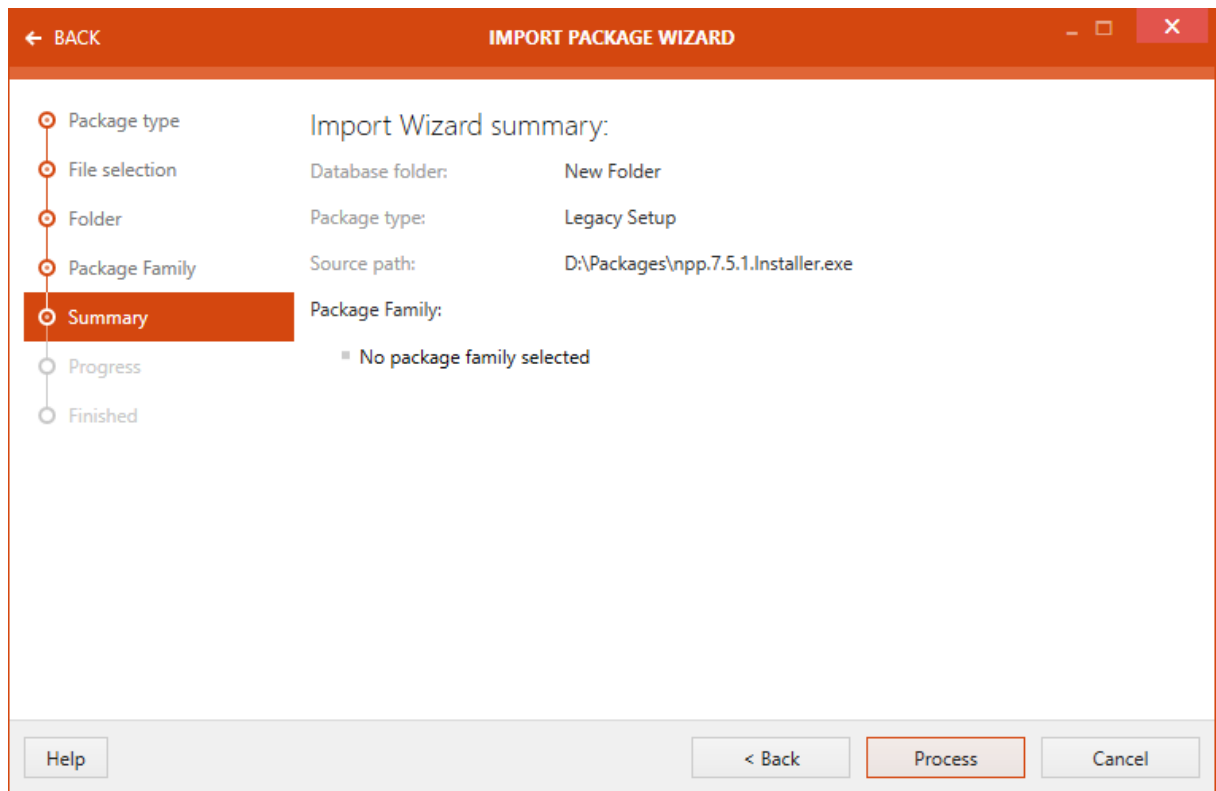 BACK
IMPORT PACKAGE WIZARD
Package type
File selection
Folder
Package Family
Summary
Progress
Finished
Import Wizard summary:
Database folder: New Folder
Package type: Legacy Setup
Source path: D:\Packages\npp.7.5.1.Installer.exe
Package Family:
No package family selected
Help
< Back
Process
Cancel